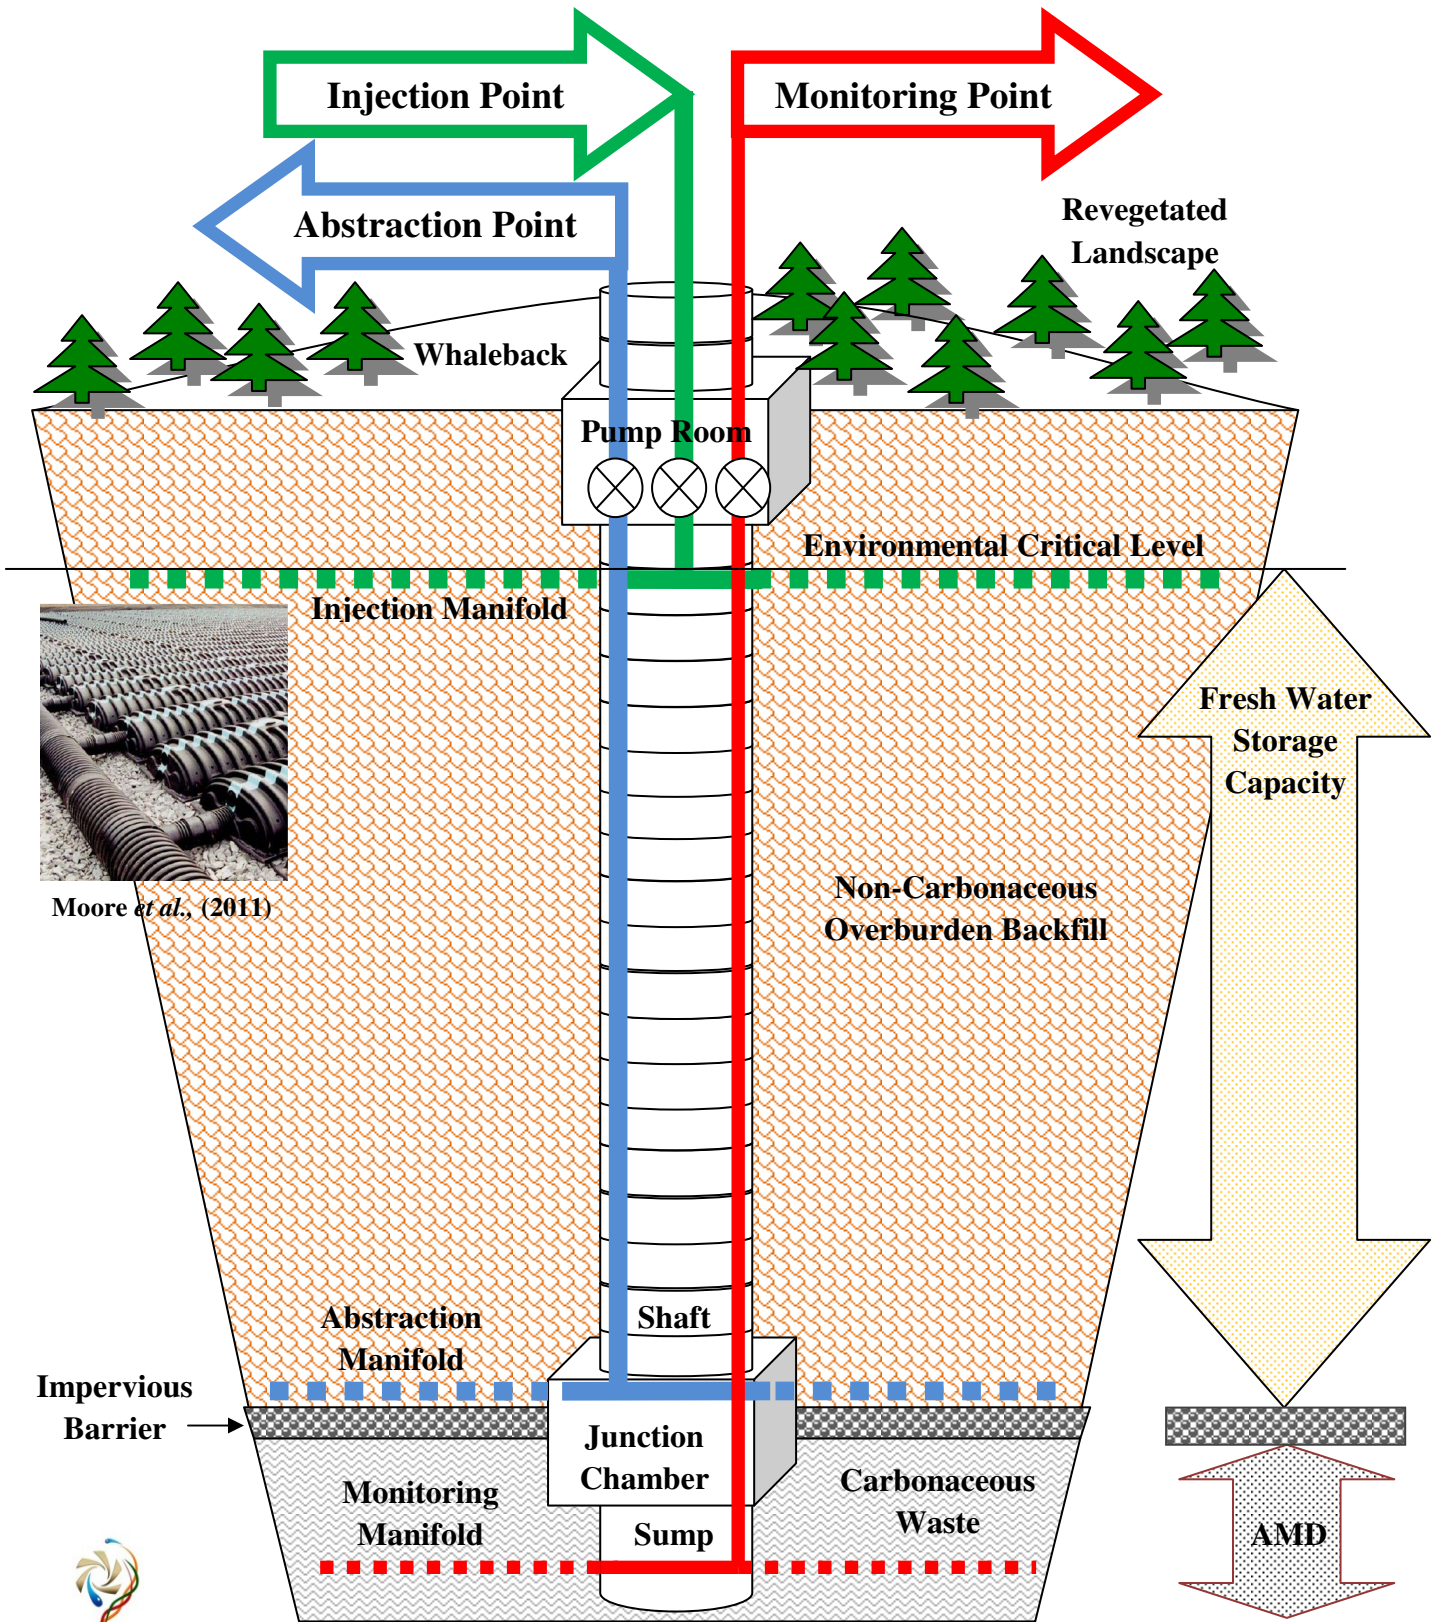 Injection Point
Monitoring Point
Abstraction Point
Revegetated
Landscape
Whaleback
Pump Room
Environmental Critical Level
Injection Manifold
Fresh Water
Storage
Capacity
Moore et al., (2011)
Non-Carbonaceous
Overburden Backfill
Shaft
Abstraction
Manifold
Impervious
Barrier
Junction
Chamber
Monitoring
Manifold
Carbonaceous
Waste
Sump
AMD